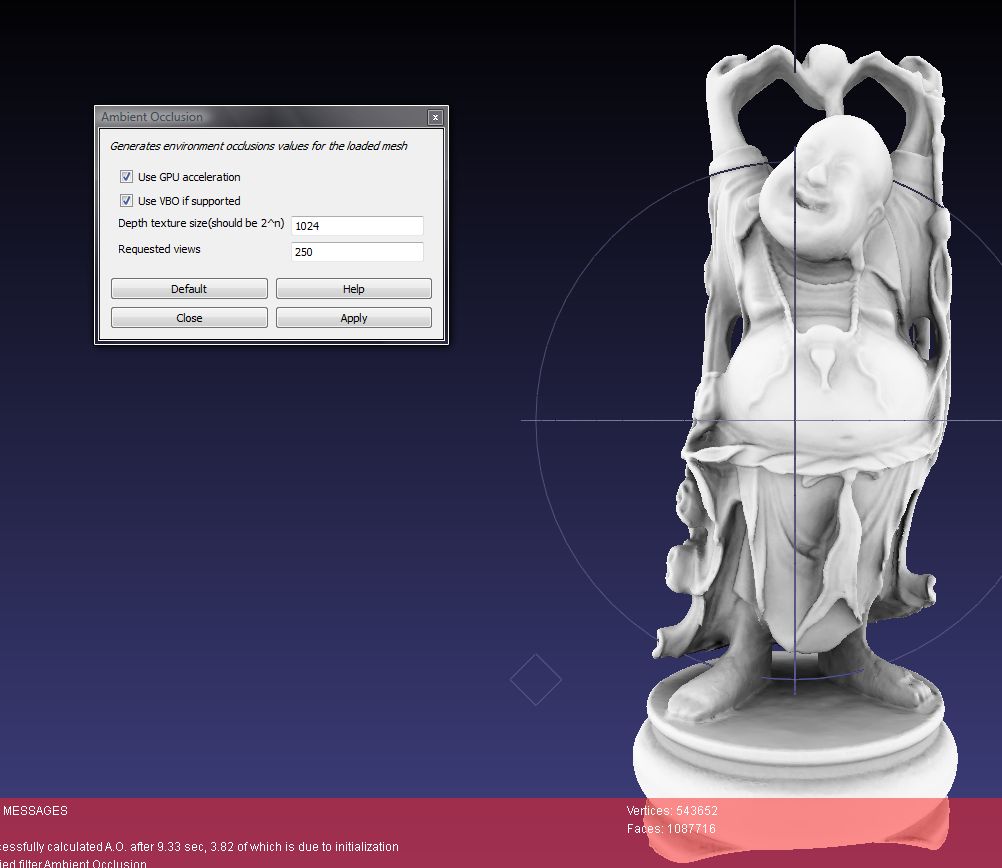 Ambient Occlusion
x
Generates environment occlusions values for the loaded mesh
Use GPU acceleration
Use VBO if supported
Depth texture size(should be 2^n) 1024
Requested views 250
Default Help
Close Apply
MESSAGES
Vertices: 543652
Faces: 1087716
cessfully calculated A.O. after 9.33 sec, 3.82 of which is due to initialization
ied filter Ambient Occlusion